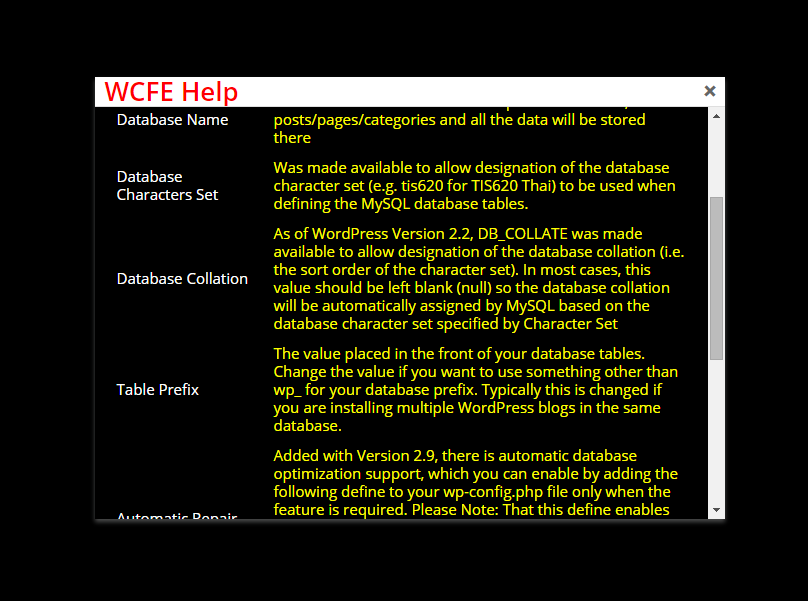 WCFE Help
Database Name
posts/pages/categories and all the data will be stored
there
Database
Characters Set
Was made available to allow designation of the database
character set (e.g. tis620 for TIS620 Thai) to be used when
defining the MySQL database tables.
Database Collation
As of WordPress Version 2.2, DB_COLLATE was made
available to allow designation of the database collation (i.e.
the sort order of the character set). In most cases, this
value should be left blank (null) so the database collation
will be automatically assigned by MySQL based on the
database character set specified by Character Set
Table Prefix
The value placed in the front of your database tables.
Change the value if you want to use something other than
wp_ for your database prefix. Typically this is changed if
you are installing multiple WordPress blogs in the same
database.
Automatic Repair
Added with Version 2.9, there is automatic database
optimization support, which you can enable by adding the
following define to your wp-config.php file only when the
feature is required. Please Note: That this define enables